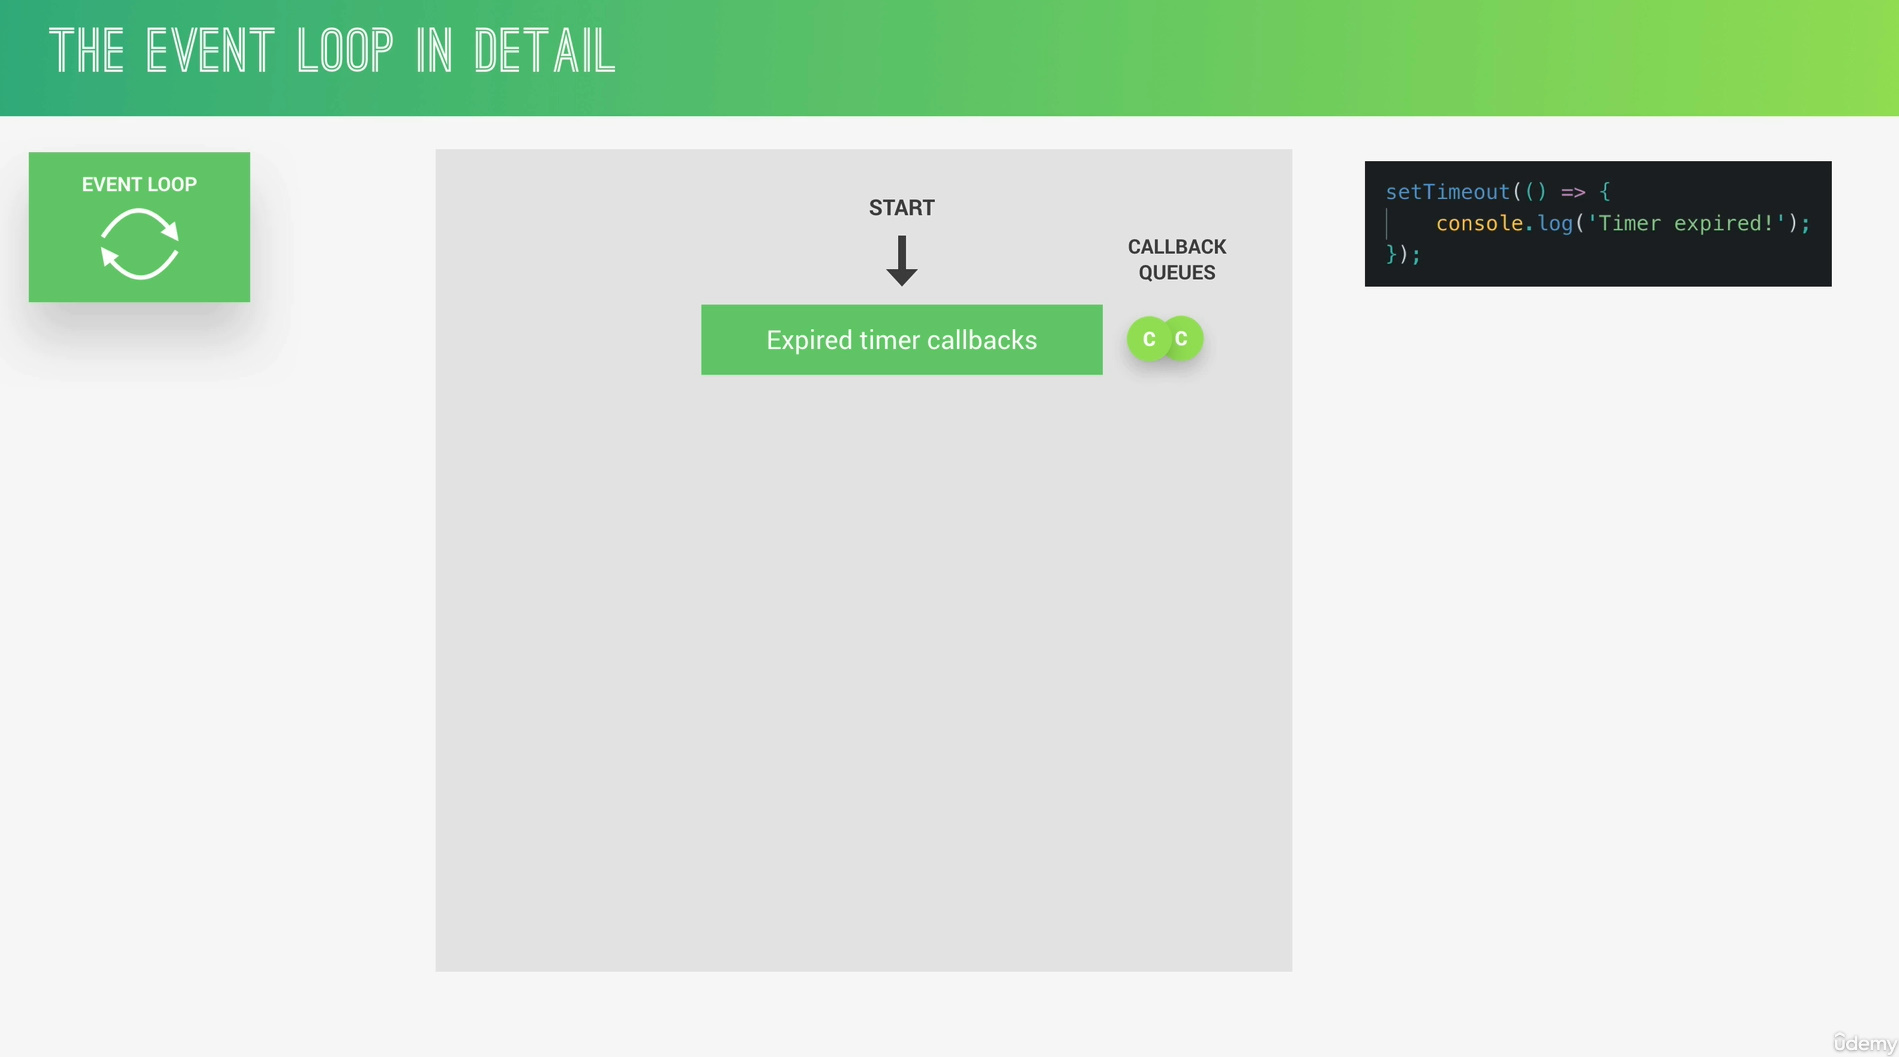 THE EVENT LOOP IN DETAIL
EVENT LOOP
START
CALLBACK
QUEUES
Expired timer callbacks
C C
setTimeout(() => {
    console.log('Timer expired!');
});
ûdemy